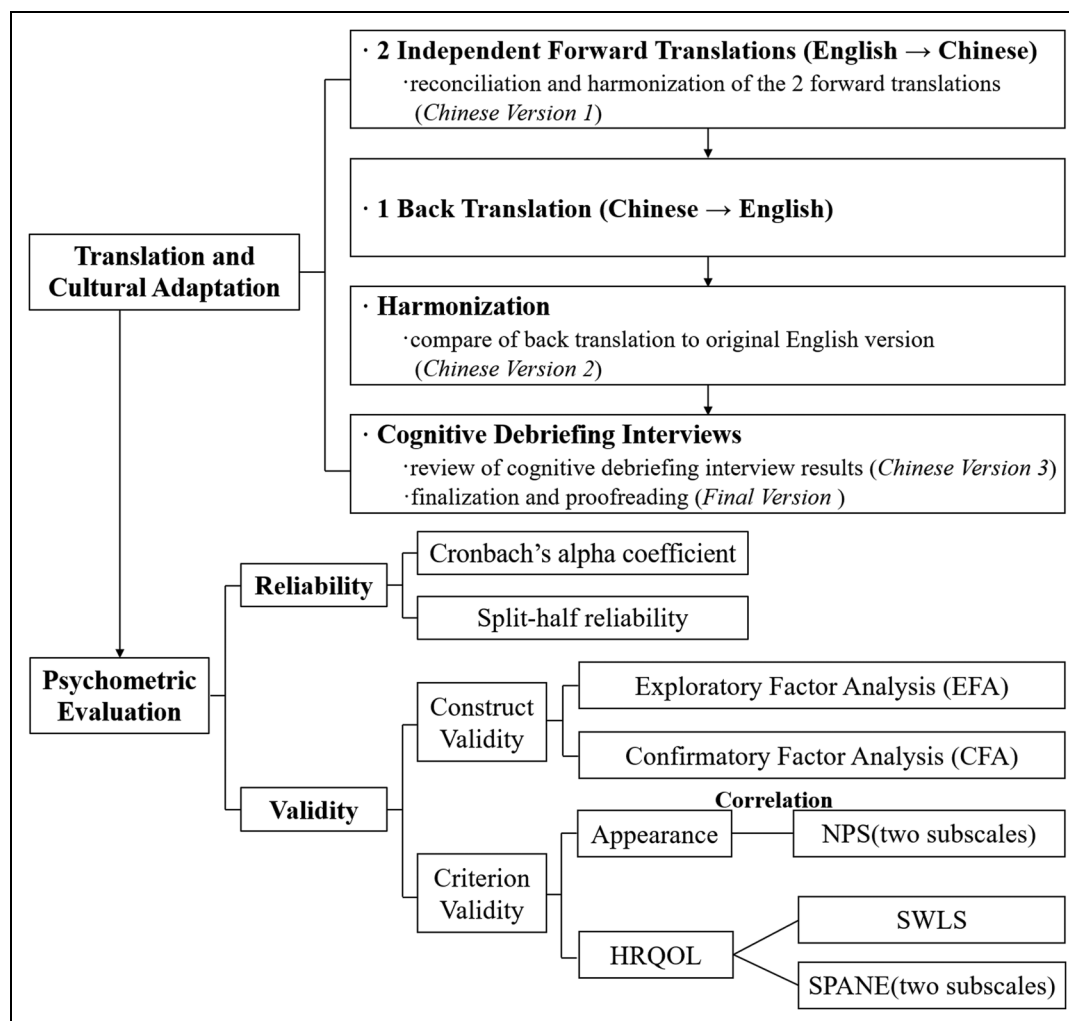 · 2 Independent Forward Translations (English → Chinese)
·reconciliation and harmonization of the 2 forward translations
(Chinese Version 1)
· 1 Back Translation (Chinese → English)
Translation and
Cultural Adaptation
· Harmonization
·compare of back translation to original English version
(Chinese Version 2)
· Cognitive Debriefing Interviews
·review of cognitive debriefing interview results (Chinese Version 3)
·finalization and proofreading (Final Version )
Psychometric
Evaluation
Reliability
Cronbach’s alpha coefficient
Split-half reliability
Validity
Construct
Validity
Exploratory Factor Analysis (EFA)
Confirmatory Factor Analysis (CFA)
Criterion
Validity
Appearance
Correlation
NPS(two subscales)
HRQOL
SWLS
SPANE(two subscales)